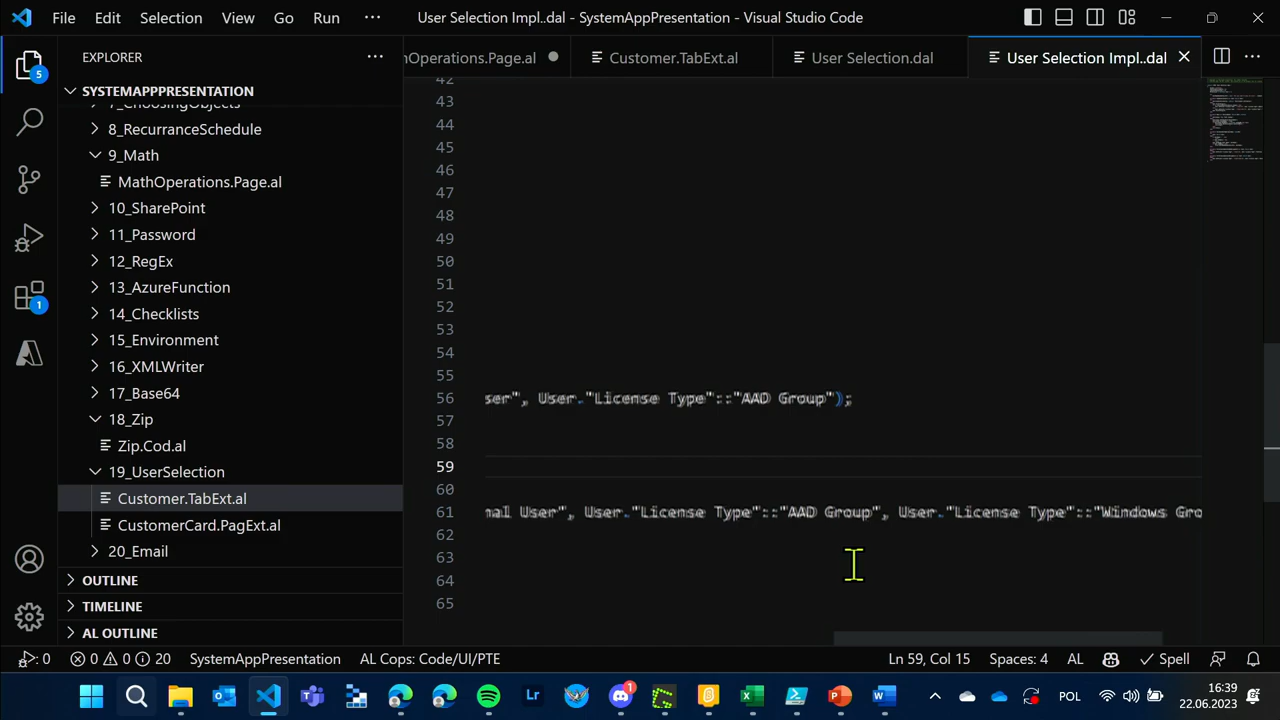 File Edit Selection View Go Run ··· User Selection Impl..dal - SystemAppPresentation - Visual Studio Code
EXPLORER ···
SYSTEMAPPPRESENTATION
7_ChoosingObjects
8_RecurranceSchedule
9_Math
MathOperations.Page.al
10_SharePoint
11_Password
12_RegEx
13_AzureFunction
14_Checklists
15_Environment
16_XMLWriter
17_Base64
18_Zip
Zip.Cod.al
19_UserSelection
Customer.TabExt.al
CustomerCard.PagExt.al
20_Email
OUTLINE
TIMELINE
AL OUTLINE
5
1
hOperations.Page.al Customer.TabExt.al User Selection.dal User Selection Impl..dal
42
43
44
45
46
47
48
49
50
51
52
53
54
55
56 ser", User."License Type"::"AAD Group");
57
58
59
60
61 nal User", User."License Type"::"AAD Group", User."License Type"::"Windows Gro
62
63
64
65
0 0 0 20 SystemAppPresentation AL Cops: Code/UI/PTE Ln 59, Col 15 Spaces: 4 AL Spell
Lr 1 POL 16:39
22.06.2023